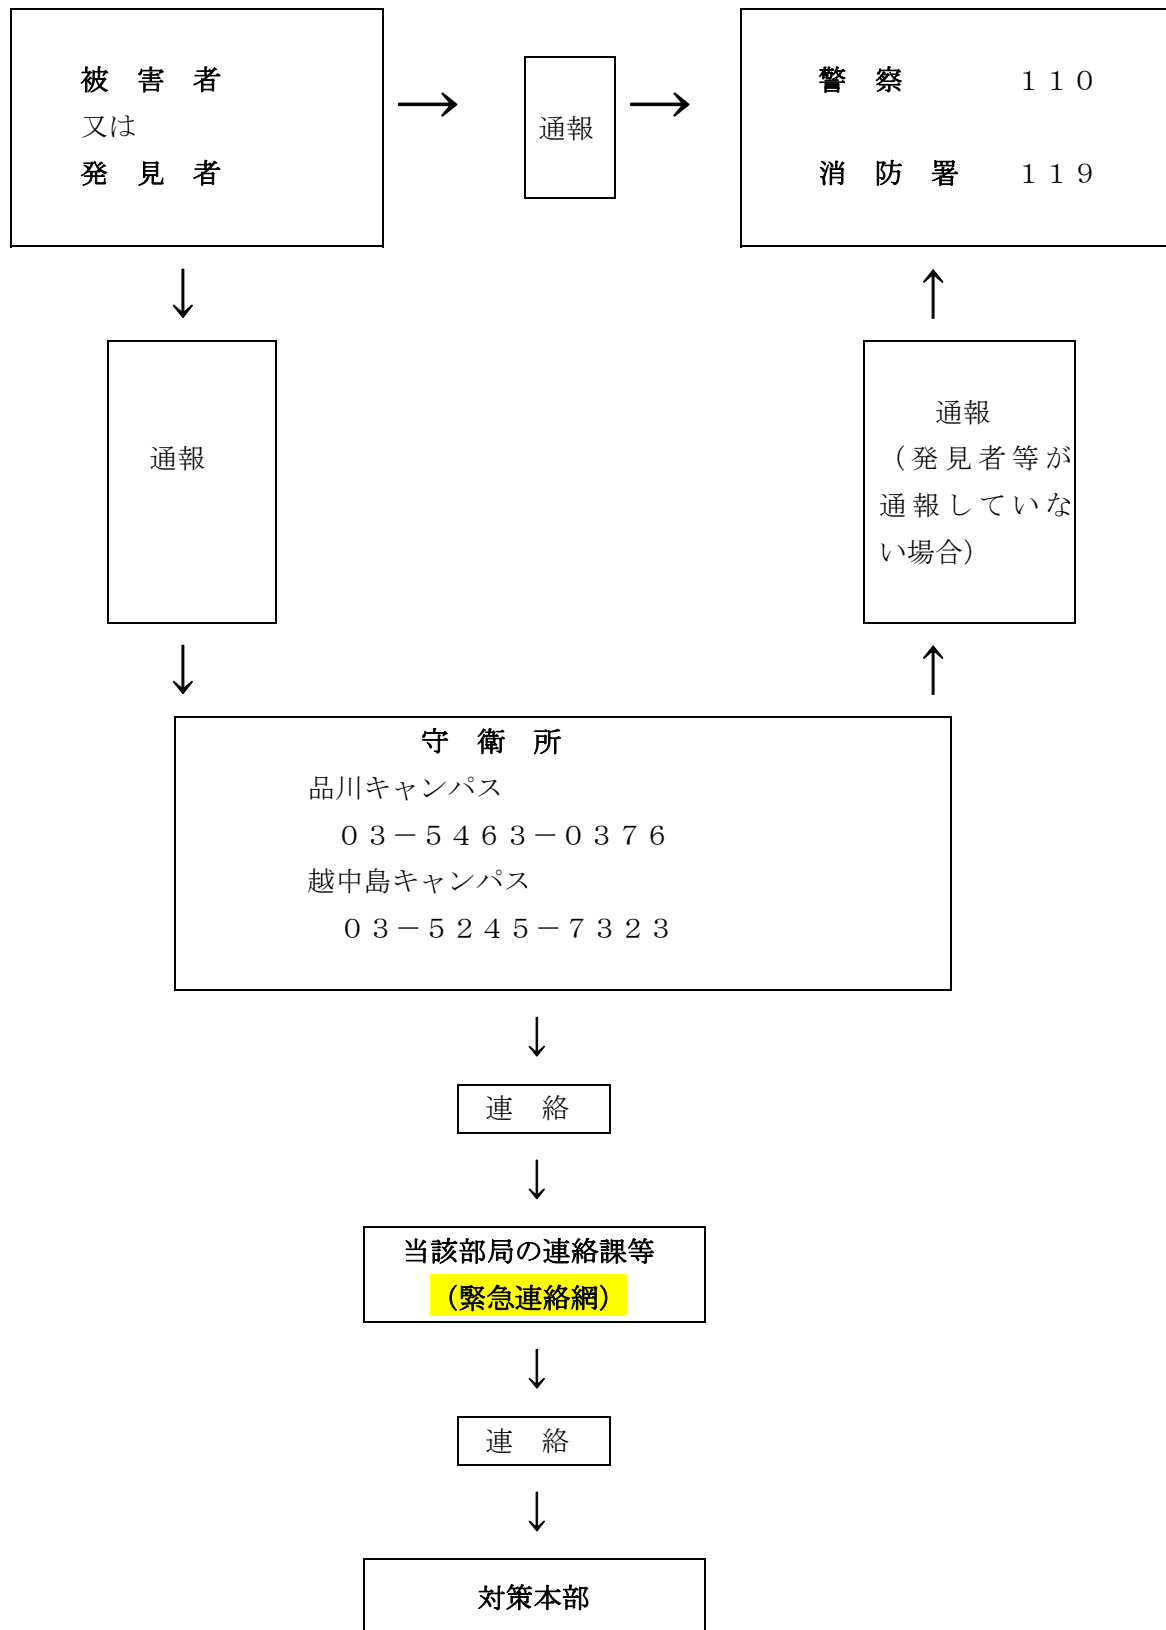 被　害　者
又は
発　見　者
通報
警　察　　　１１０
消　防　署　　１１９
通報
通報
（発見者等が
通報していな
い場合）
守　衛　所
品川キャンパス
０３－５４６３－０３７６
越中島キャンパス
０３－５２４５－７３２３
連　絡
当該部局の連絡課等
（緊急連絡網）
連　絡
対策本部